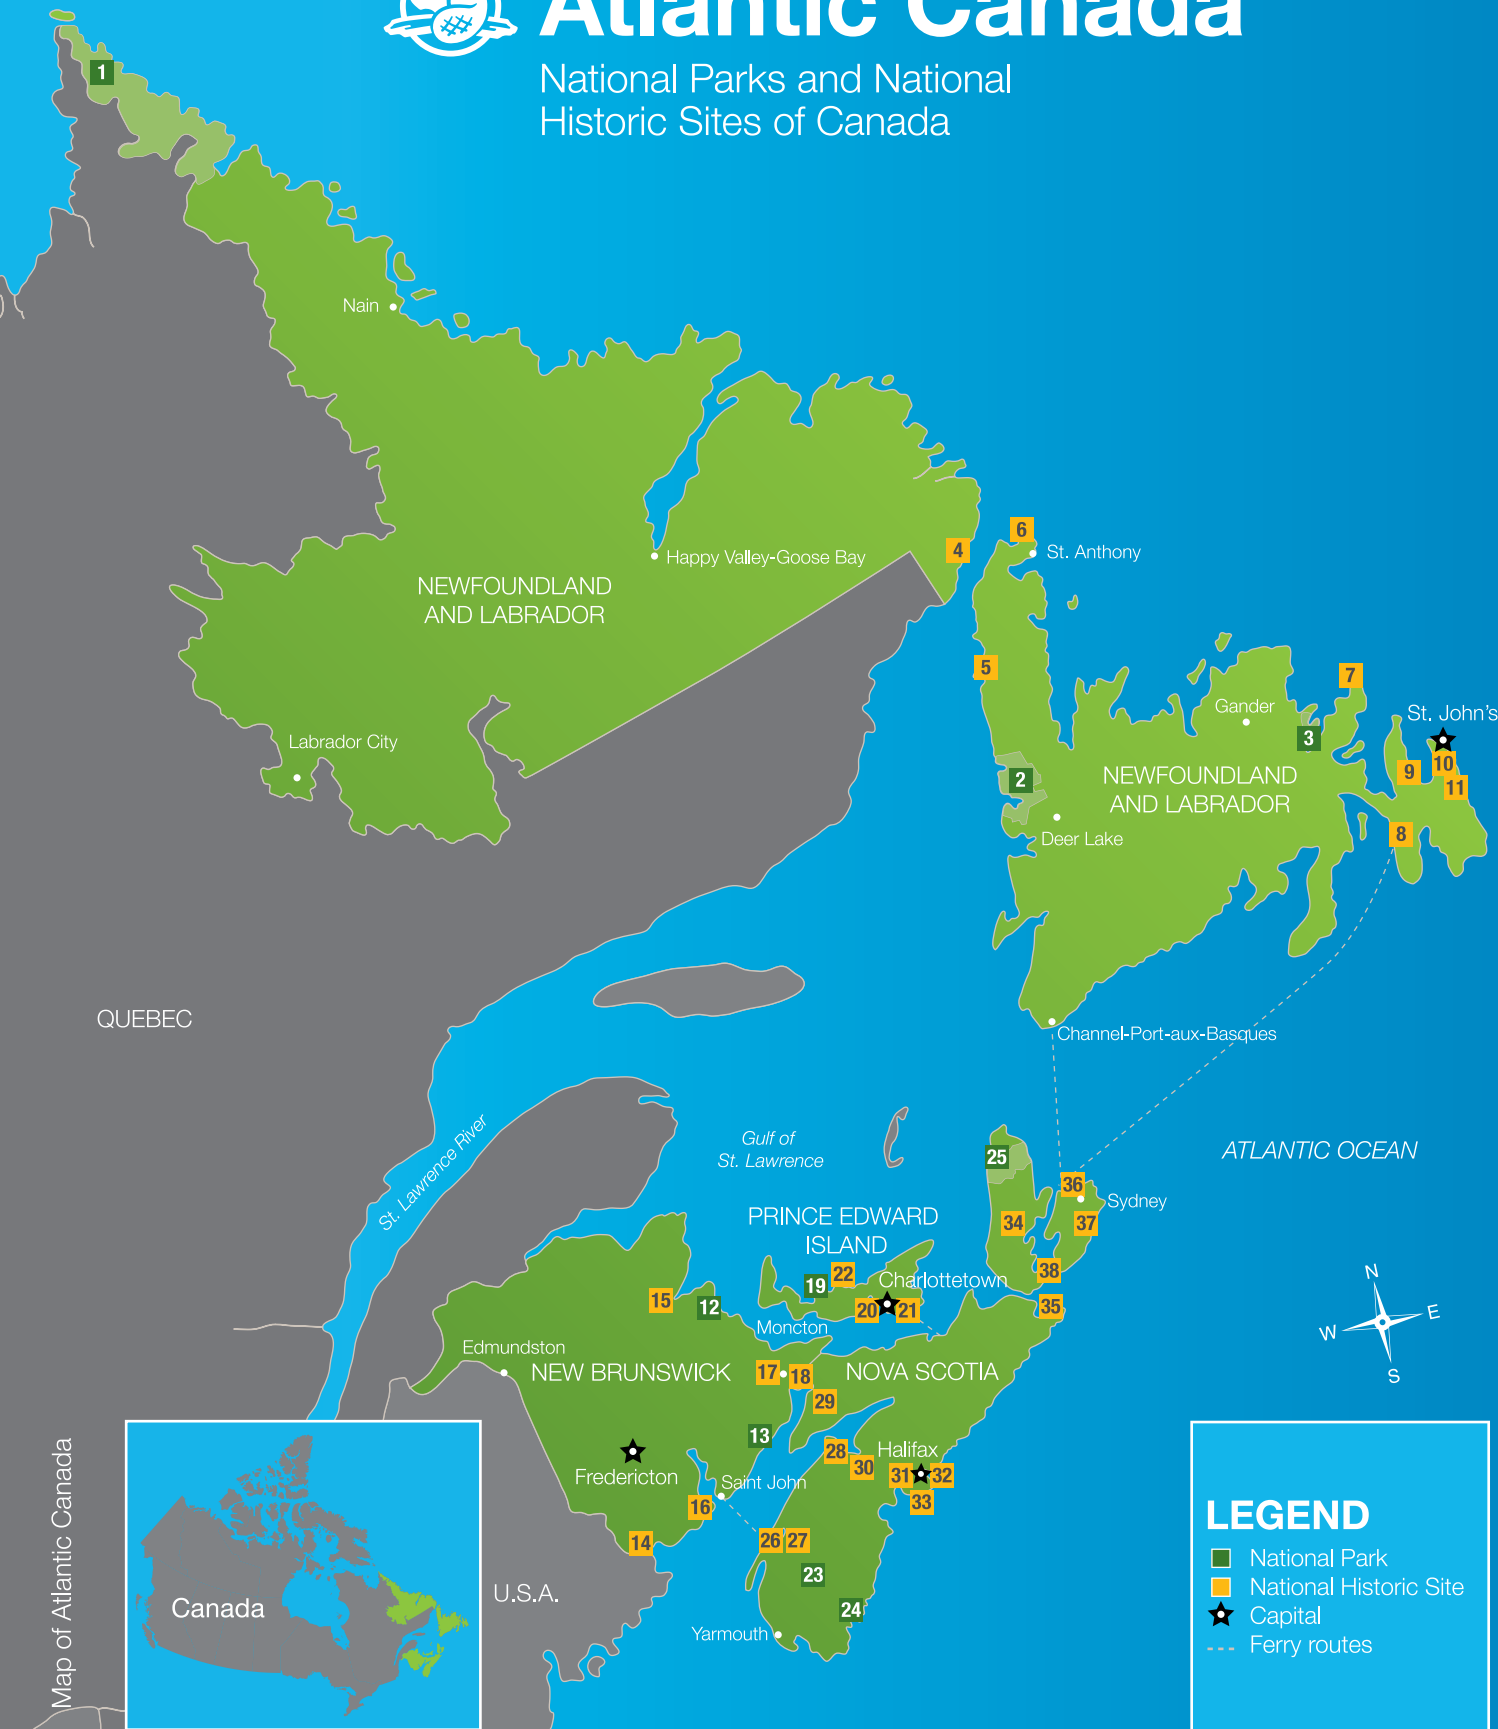 Atlantic Canada
National Parks and National
Historic Sites of Canada
1
Nain
6
4
St. Anthony
Happy Valley-Goose Bay
NEWFOUNDLAND
AND LABRADOR
5
7
Gander
St. John's
3
Labrador City
10
9
2
NEWFOUNDLAND
AND LABRADOR
11
Deer Lake
8
QUEBEC
Channel-Port-aux-Basques
St. Lawrence River
Gulf of
St. Lawrence
ATLANTIC OCEAN
25
36
Sydney
34
37
PRINCE EDWARD
ISLAND
38
22
19
Charlottetown
15
12
20
21
35
Moncton
N
E
W
S
Edmundston
NEW BRUNSWICK
17
18
NOVA SCOTIA
29
13
28
Halifax
30
31
32
33
Fredericton
Saint John
16
14
26
27
23
24
U.S.A.
Yarmouth
Map of Atlantic Canada
Canada
LEGEND
National Park
National Historic Site
Capital
Ferry routes